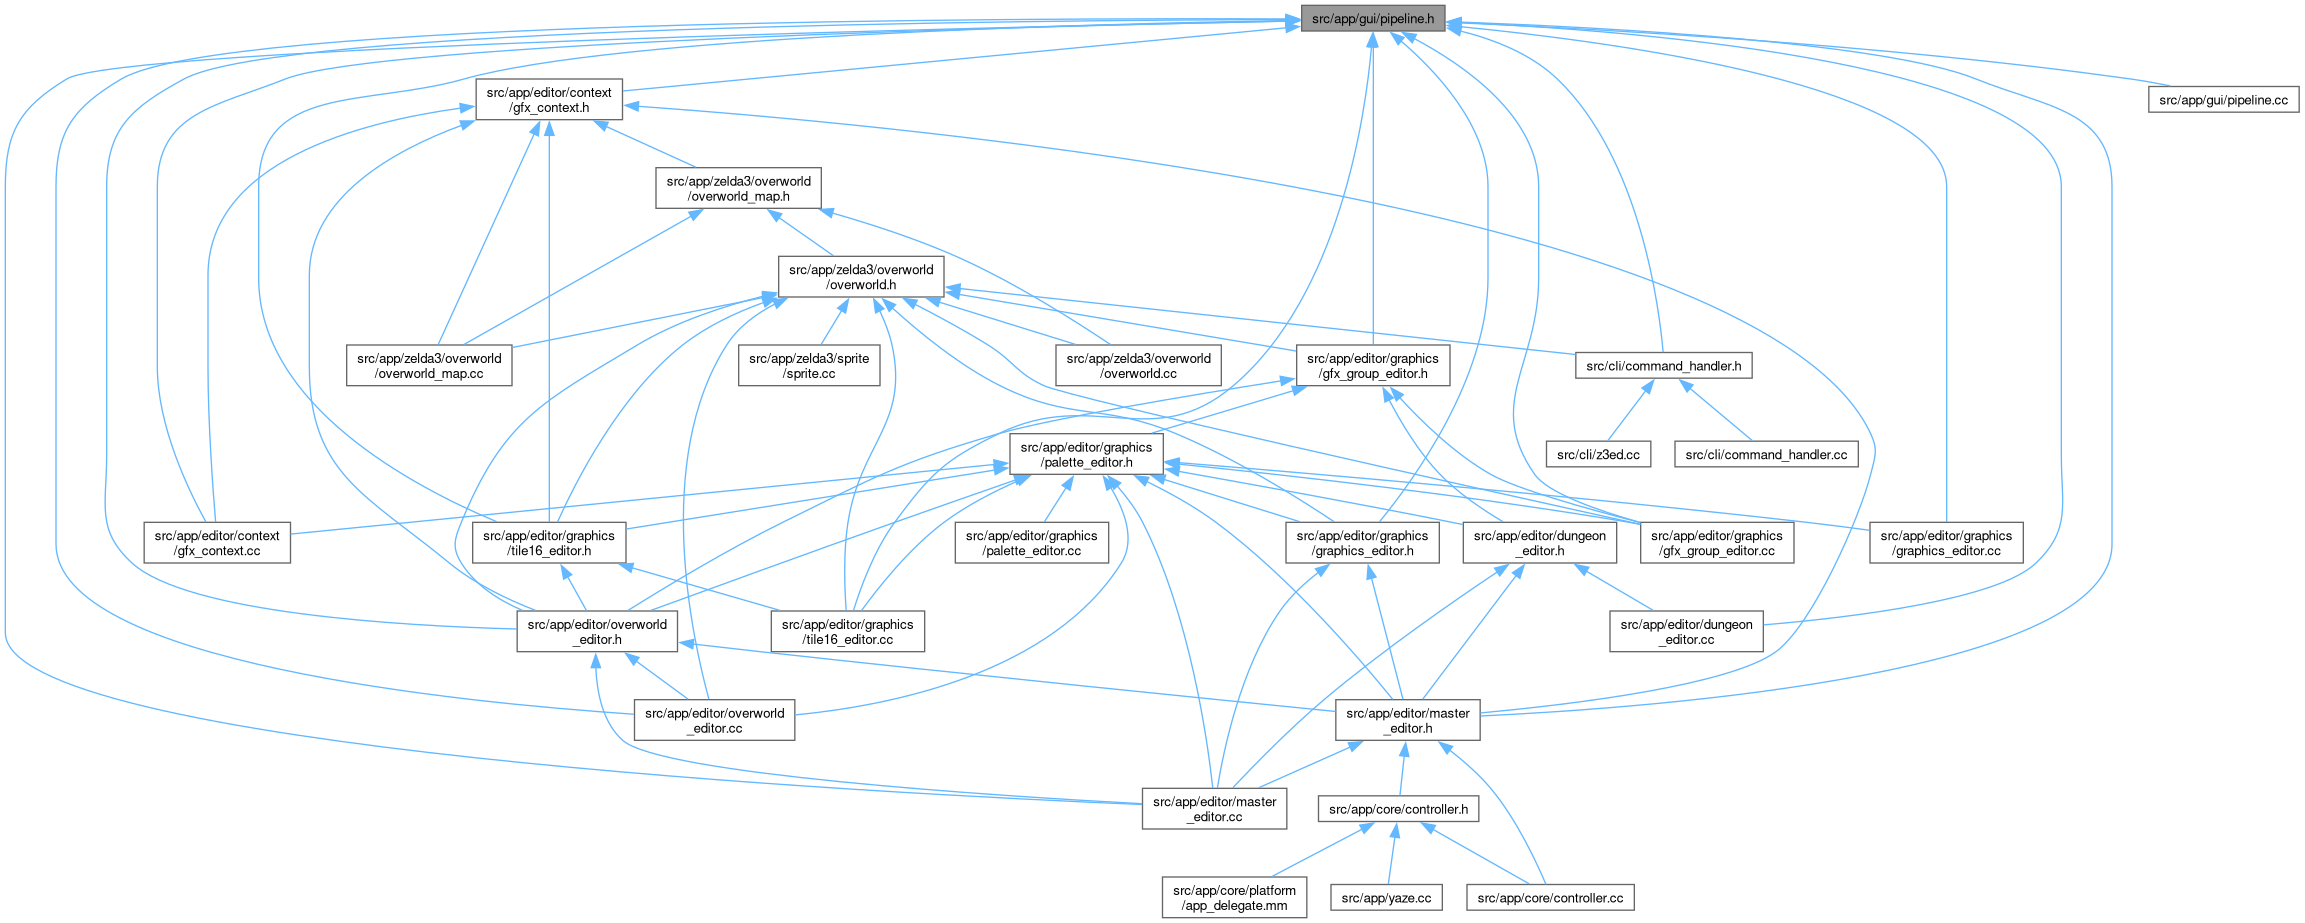 src/app/gui/pipeline.h
src/app/editor/context
/gfx_context.h
src/app/gui/pipeline.cc
src/app/zelda3/overworld
/overworld_map.h
src/app/zelda3/overworld
/overworld.h
src/app/zelda3/overworld
/overworld_map.cc
src/app/zelda3/sprite
/sprite.cc
src/app/zelda3/overworld
/overworld.cc
src/app/editor/graphics
/gfx_group_editor.h
src/cli/command_handler.h
src/app/editor/graphics
/palette_editor.h
src/cli/z3ed.cc
src/cli/command_handler.cc
src/app/editor/context
/gfx_context.cc
src/app/editor/graphics
/tile16_editor.h
src/app/editor/graphics
/palette_editor.cc
src/app/editor/graphics
/graphics_editor.h
src/app/editor/dungeon
_editor.h
src/app/editor/graphics
/gfx_group_editor.cc
src/app/editor/graphics
/graphics_editor.cc
src/app/editor/overworld
_editor.h
src/app/editor/graphics
/tile16_editor.cc
src/app/editor/dungeon
_editor.cc
src/app/editor/overworld
_editor.cc
src/app/editor/master
_editor.h
src/app/editor/master
_editor.cc
src/app/core/controller.h
src/app/core/platform
/app_delegate.mm
src/app/yaze.cc
src/app/core/controller.cc